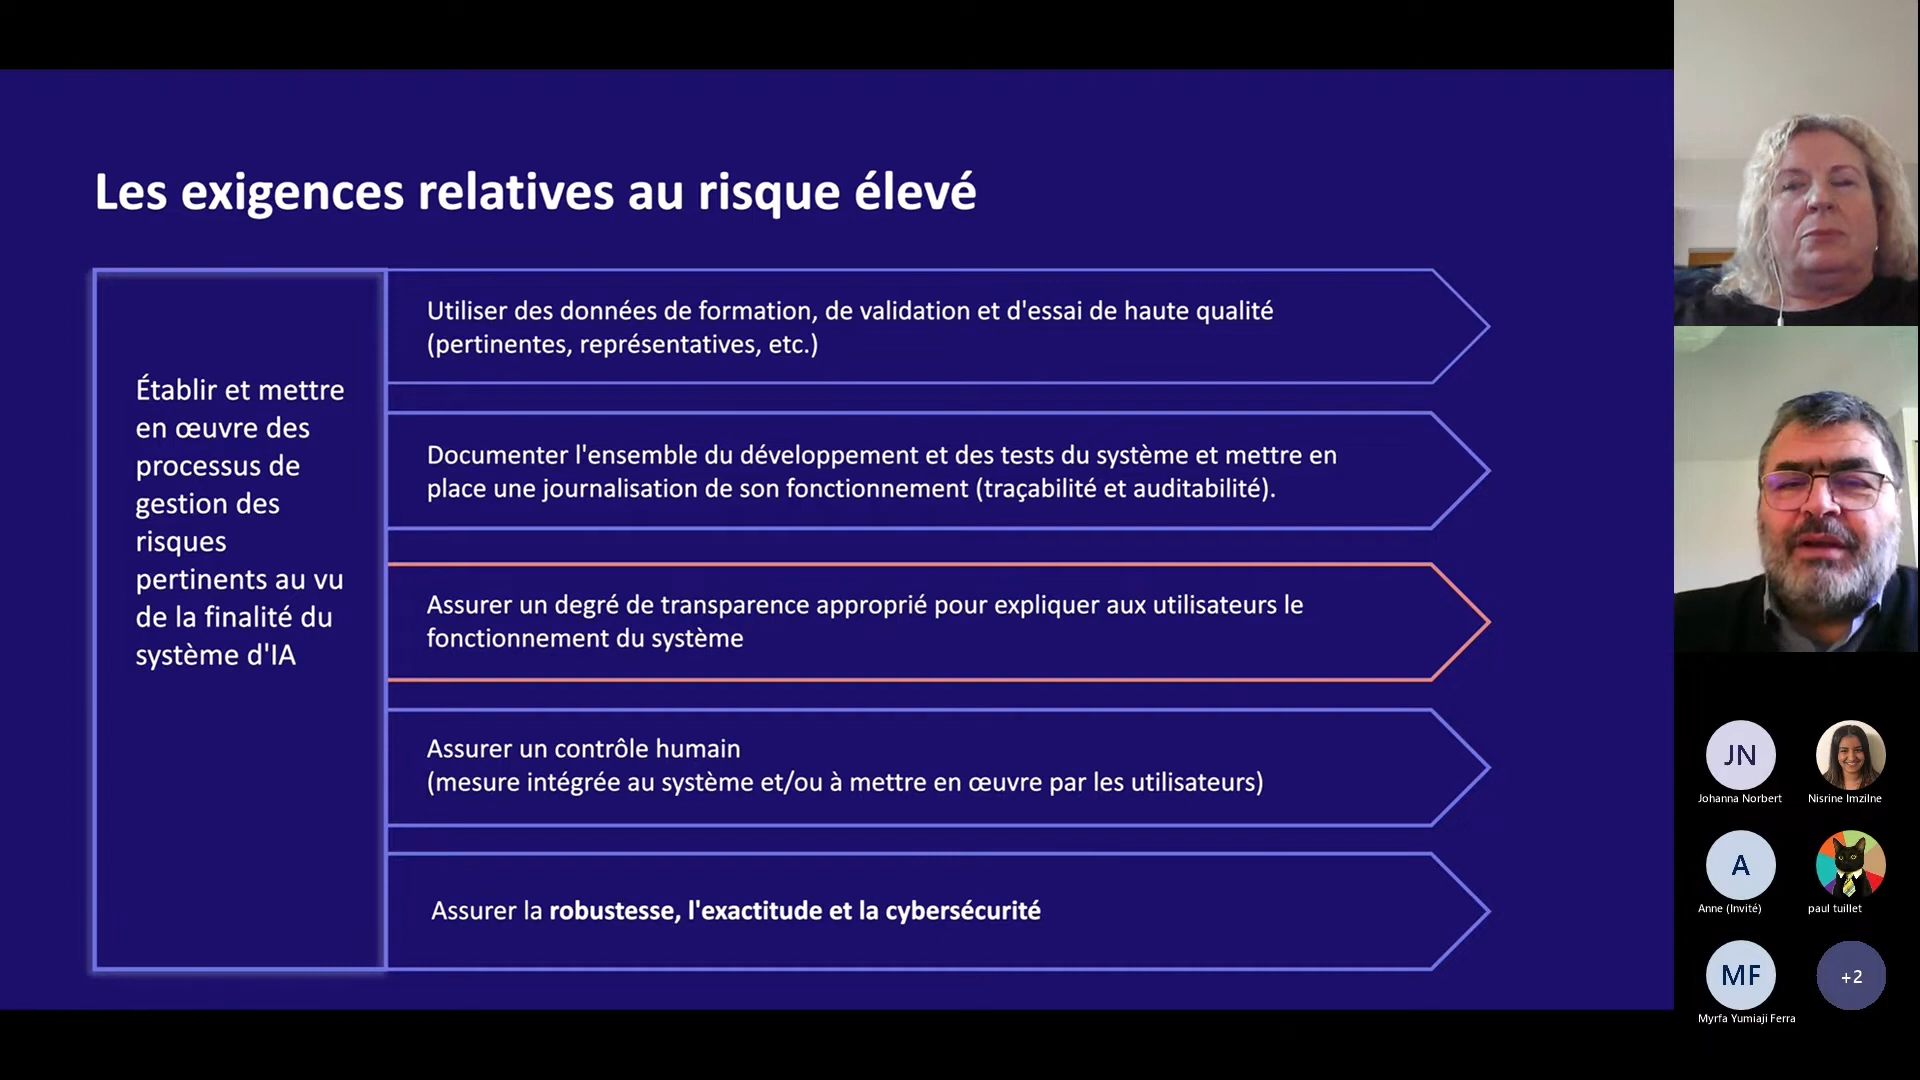 Les exigences relatives au risque élevé
Établir et mettre
en œuvre des
processus de
gestion des
risques
pertinents au vu
de la finalité du
système d'IA
Utiliser des données de formation, de validation et d'essai de haute qualité
(pertinentes, représentatives, etc.)
Documenter l'ensemble du développement et des tests du système et mettre en
place une journalisation de son fonctionnement (traçabilité et auditabilité).
Assurer un degré de transparence approprié pour expliquer aux utilisateurs le
fonctionnement du système
Assurer un contrôle humain
(mesure intégrée au système et/ou à mettre en œuvre par les utilisateurs)
Assurer la robustesse, l'exactitude et la cybersécurité
JN
Johanna Norbert
Nisrine Imzilne
A
Anne (Invité)
paul tuillet
MF
Myrfa Yumiaji Ferra
+2